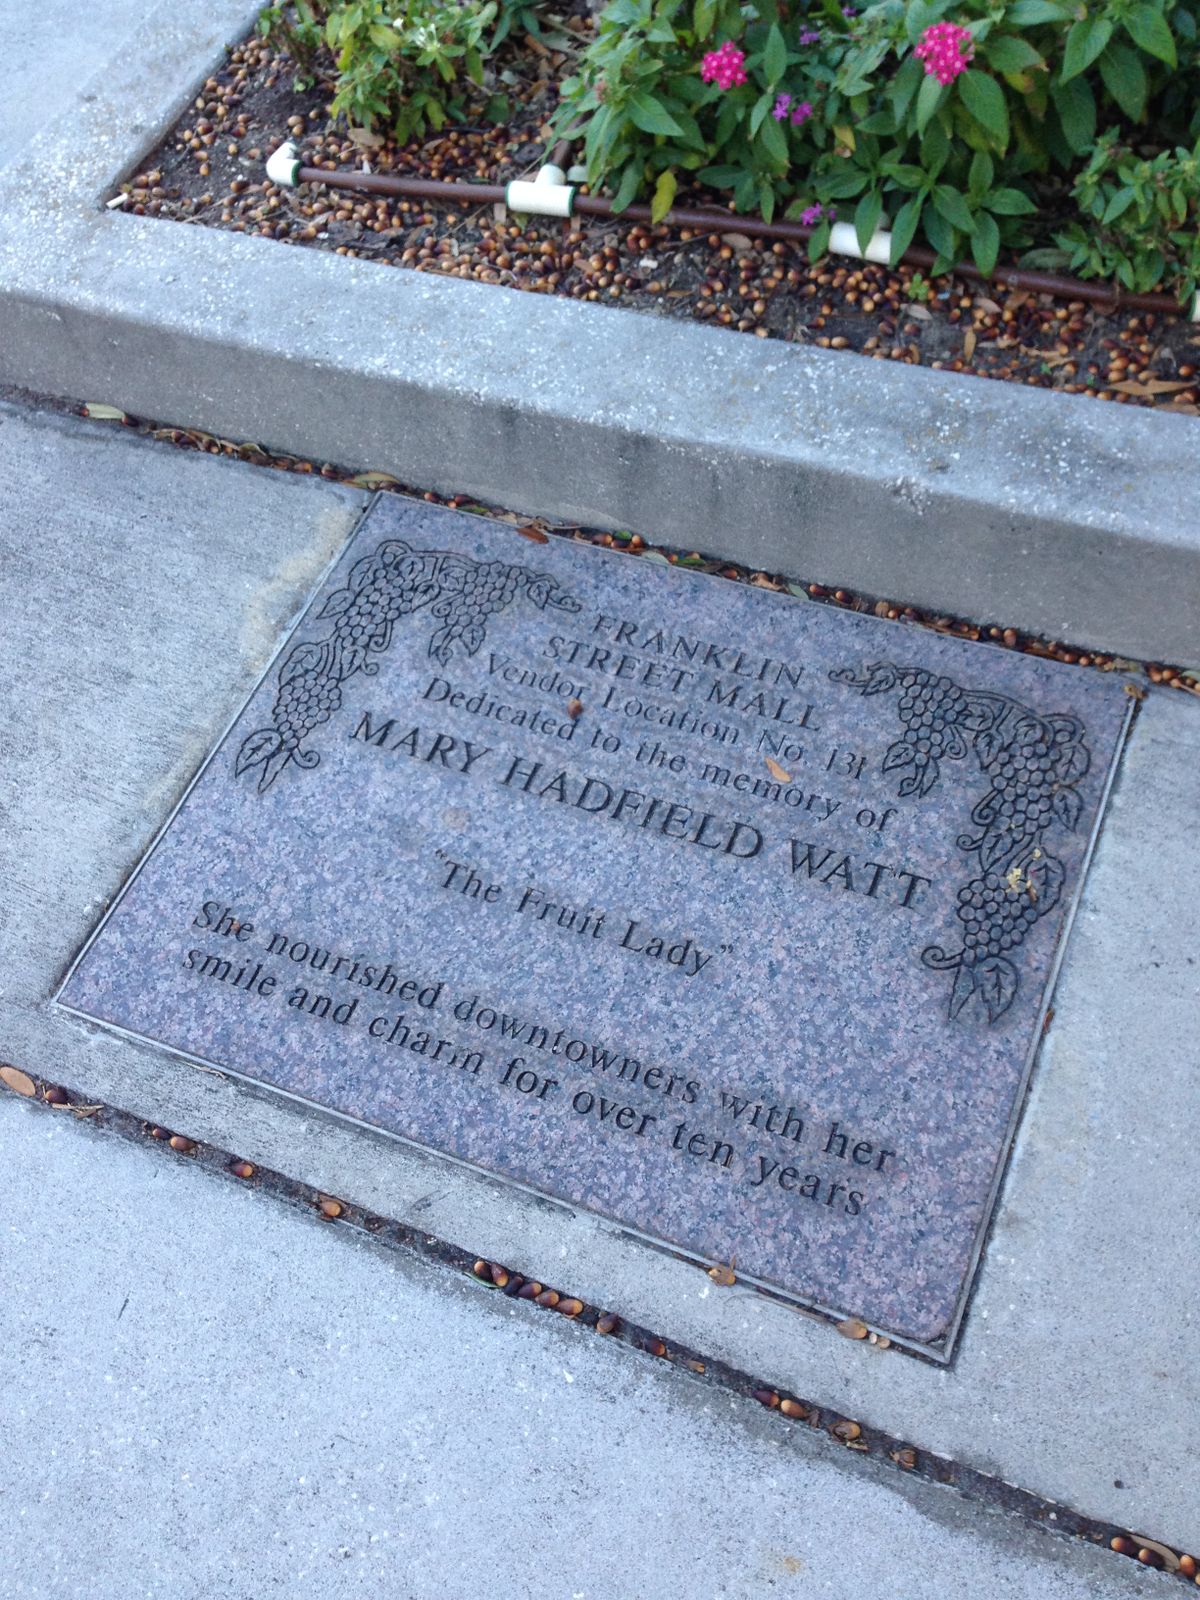 FRANKLIN
STREET MALL
Vendor Location No. 131
Dedicated to the memory of
MARY HADFIELD WATT
"The Fruit Lady"
She nourished downtowners with her
smile and charm for over ten years